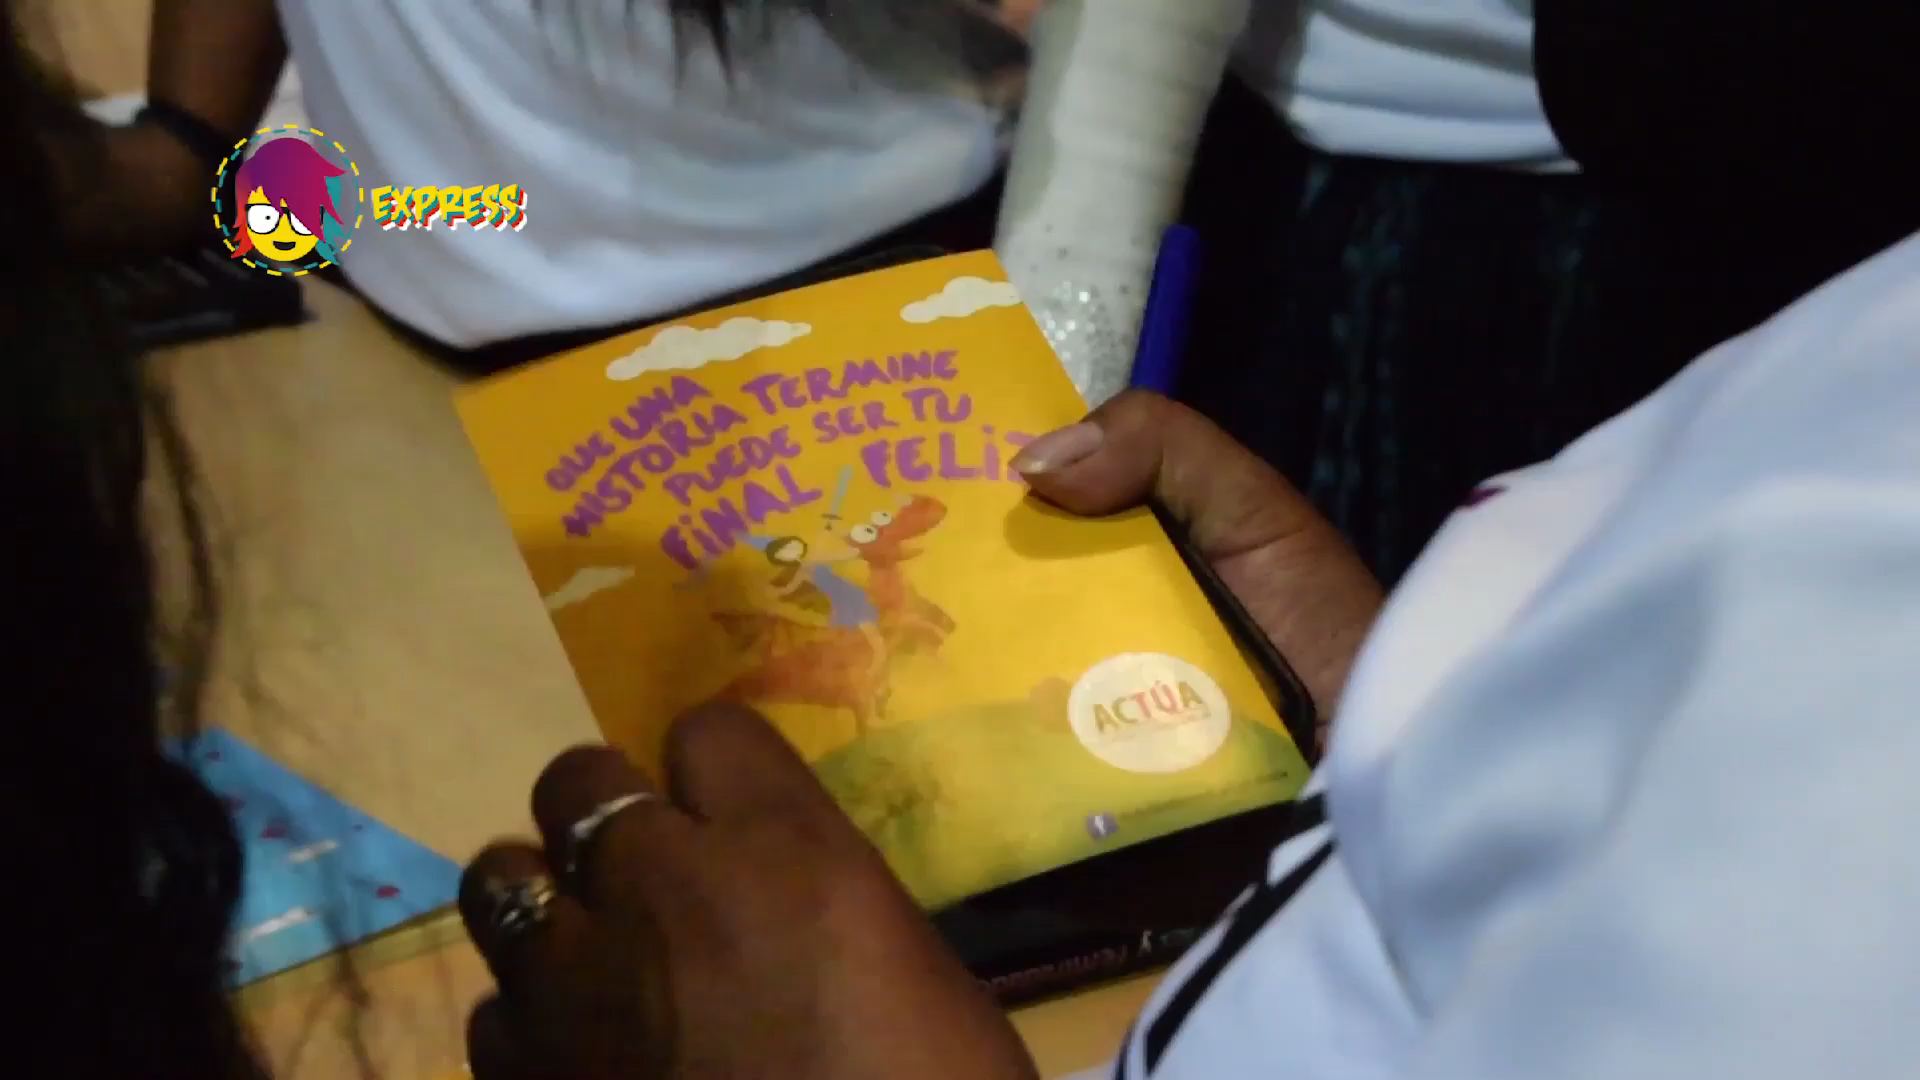 EXPRESS
QUE UNA
HISTORIA TERMINE
PUEDE SER TU
FINAL FELIZ
ACTÚA